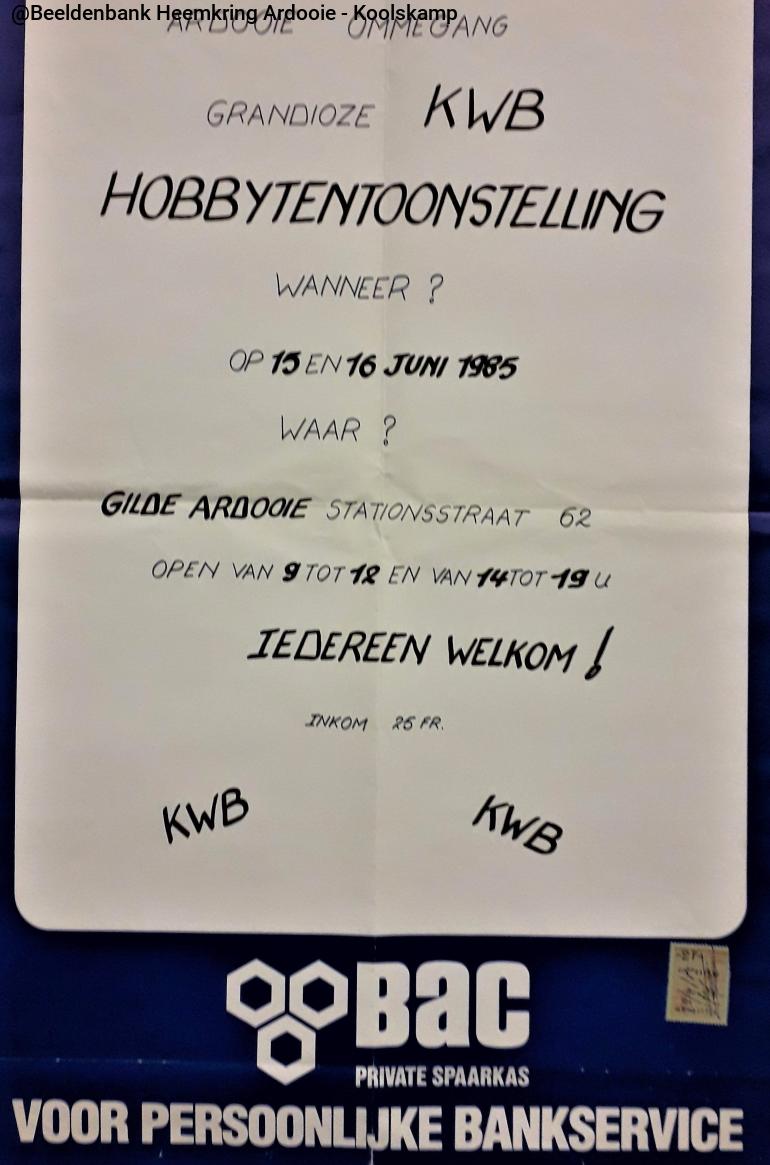 @Beeldenbank Heemkring Ardooie - Koolskamp
ARDOOIE OMMEGANG
GRANDIOZE KWB
HOBBYTENTOONSTELLING
WANNEER ?
OP 15 EN 16 JUNI 1985
WAAR ?
GILDE ARDOOIE STATIONSSTRAAT 62
OPEN VAN 9 TOT 12 EN VAN 14 TOT 19 U
IEDEREEN WELKOM !
INKOM 25 FR.
KWB KWB
BAC
PRIVATE SPAARKAS
VOOR PERSOONLIJKE BANKSERVICE